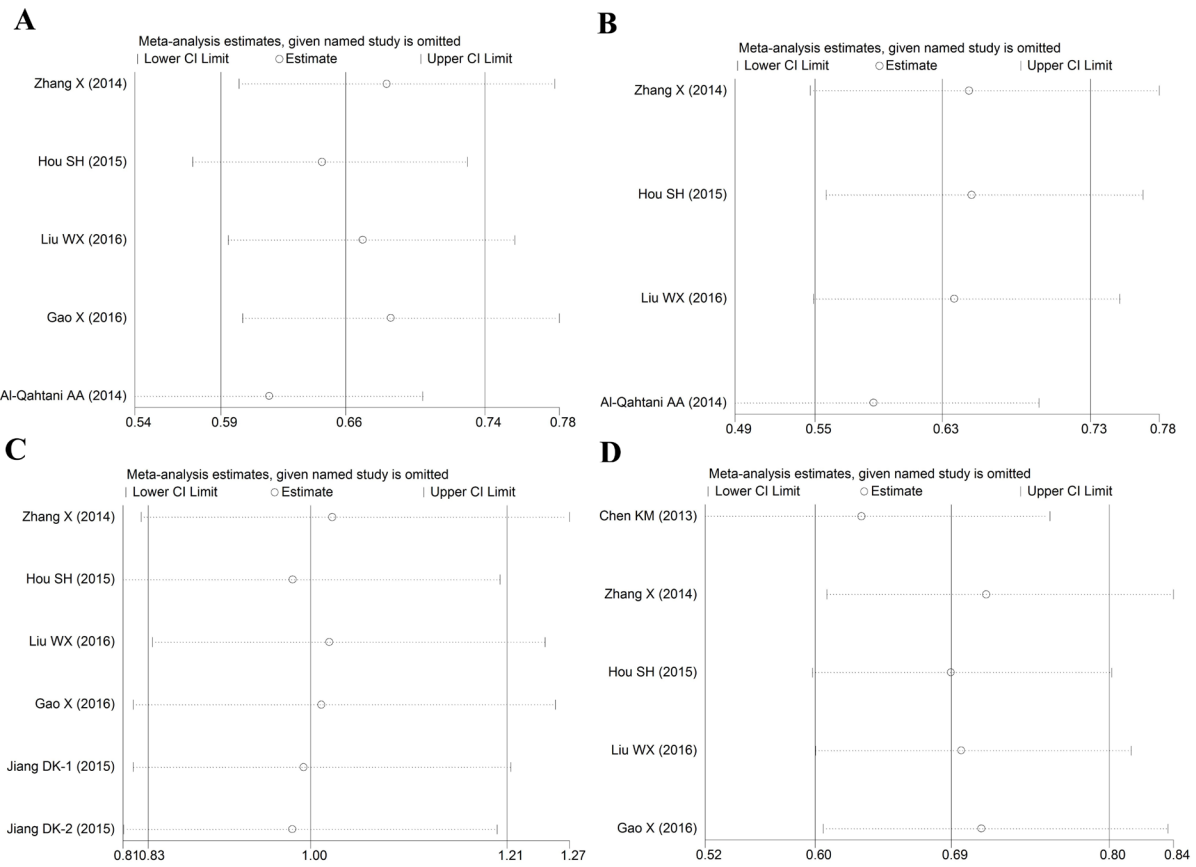 A
Meta-analysis estimates, given named study is omitted
Lower CI Limit Estimate Upper CI Limit
Zhang X (2014)
Hou SH (2015)
Liu WX (2016)
Gao X (2016)
Al-Qahtani AA (2014)
0.54 0.59 0.66 0.74 0.78
B
Meta-analysis estimates, given named study is omitted
Lower CI Limit Estimate Upper CI Limit
Zhang X (2014)
Hou SH (2015)
Liu WX (2016)
Al-Qahtani AA (2014)
0.49 0.55 0.63 0.73 0.78
C
Meta-analysis estimates, given named study is omitted
Lower CI Limit Estimate Upper CI Limit
Zhang X (2014)
Hou SH (2015)
Liu WX (2016)
Gao X (2016)
Jiang DK-1 (2015)
Jiang DK-2 (2015)
0.81 0.83 1.00 1.21 1.27
D
Meta-analysis estimates, given named study is omitted
Lower CI Limit Estimate Upper CI Limit
Chen KM (2013)
Zhang X (2014)
Hou SH (2015)
Liu WX (2016)
Gao X (2016)
0.52 0.60 0.69 0.80 0.84